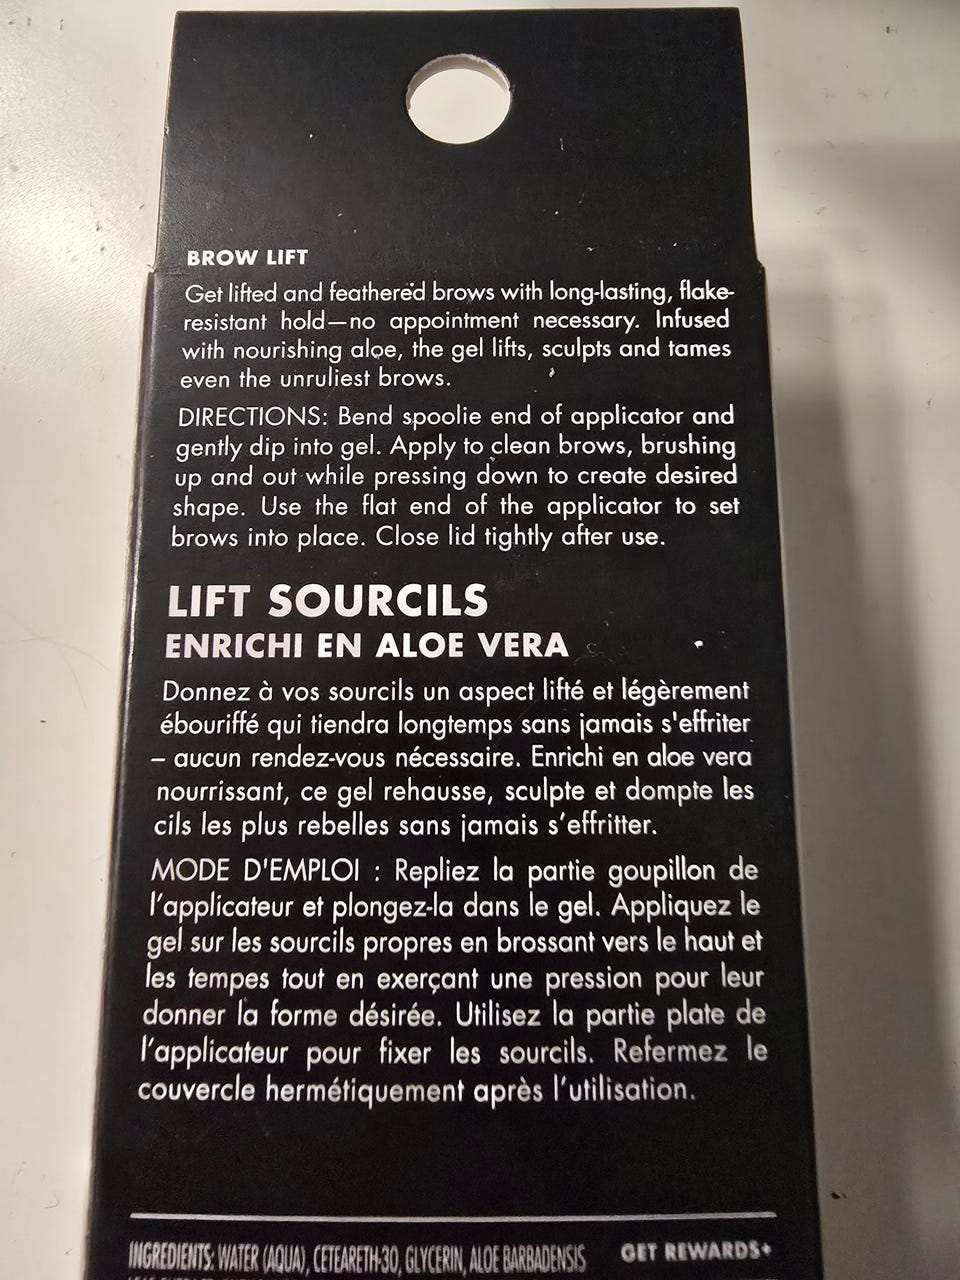 BROW LIFT
Get lifted and feathered brows with long-lasting, flake-
resistant hold—no appointment necessary. Infused
with nourishing aloe, the gel lifts, sculpts and tames
even the unruliest brows.
DIRECTIONS: Bend spoolie end of applicator and
gently dip into gel. Apply to clean brows, brushing
up and out while pressing down to create desired
shape. Use the flat end of the applicator to set
brows into place. Close lid tightly after use.
LIFT SOURCILS
ENRICHI EN ALOE VERA
Donnez à vos sourcils un aspect lifté et légèrement
ébouriffé qui tiendra longtemps sans jamais s'effriter
– aucun rendez-vous nécessaire. Enrichi en aloe vera
nourrissant, ce gel rehausse, sculpte et dompte les
cils les plus rebelles sans jamais s'effritter.
MODE D'EMPLOI : Repliez la partie goupillon de
l'applicateur et plongez-la dans le gel. Appliquez le
gel sur les sourcils propres en brossant vers le haut et
les tempes tout en exerçant une pression pour leur
donner la forme désirée. Utilisez la partie plate de
l'applicateur pour fixer les sourcils. Refermez le
couvercle hermétiquement après l'utilisation.
INGREDIENTS: WATER (AQUA), CETEARETH-30, GLYCERIN, ALOE BARBADENSIS
GET REWARDS+